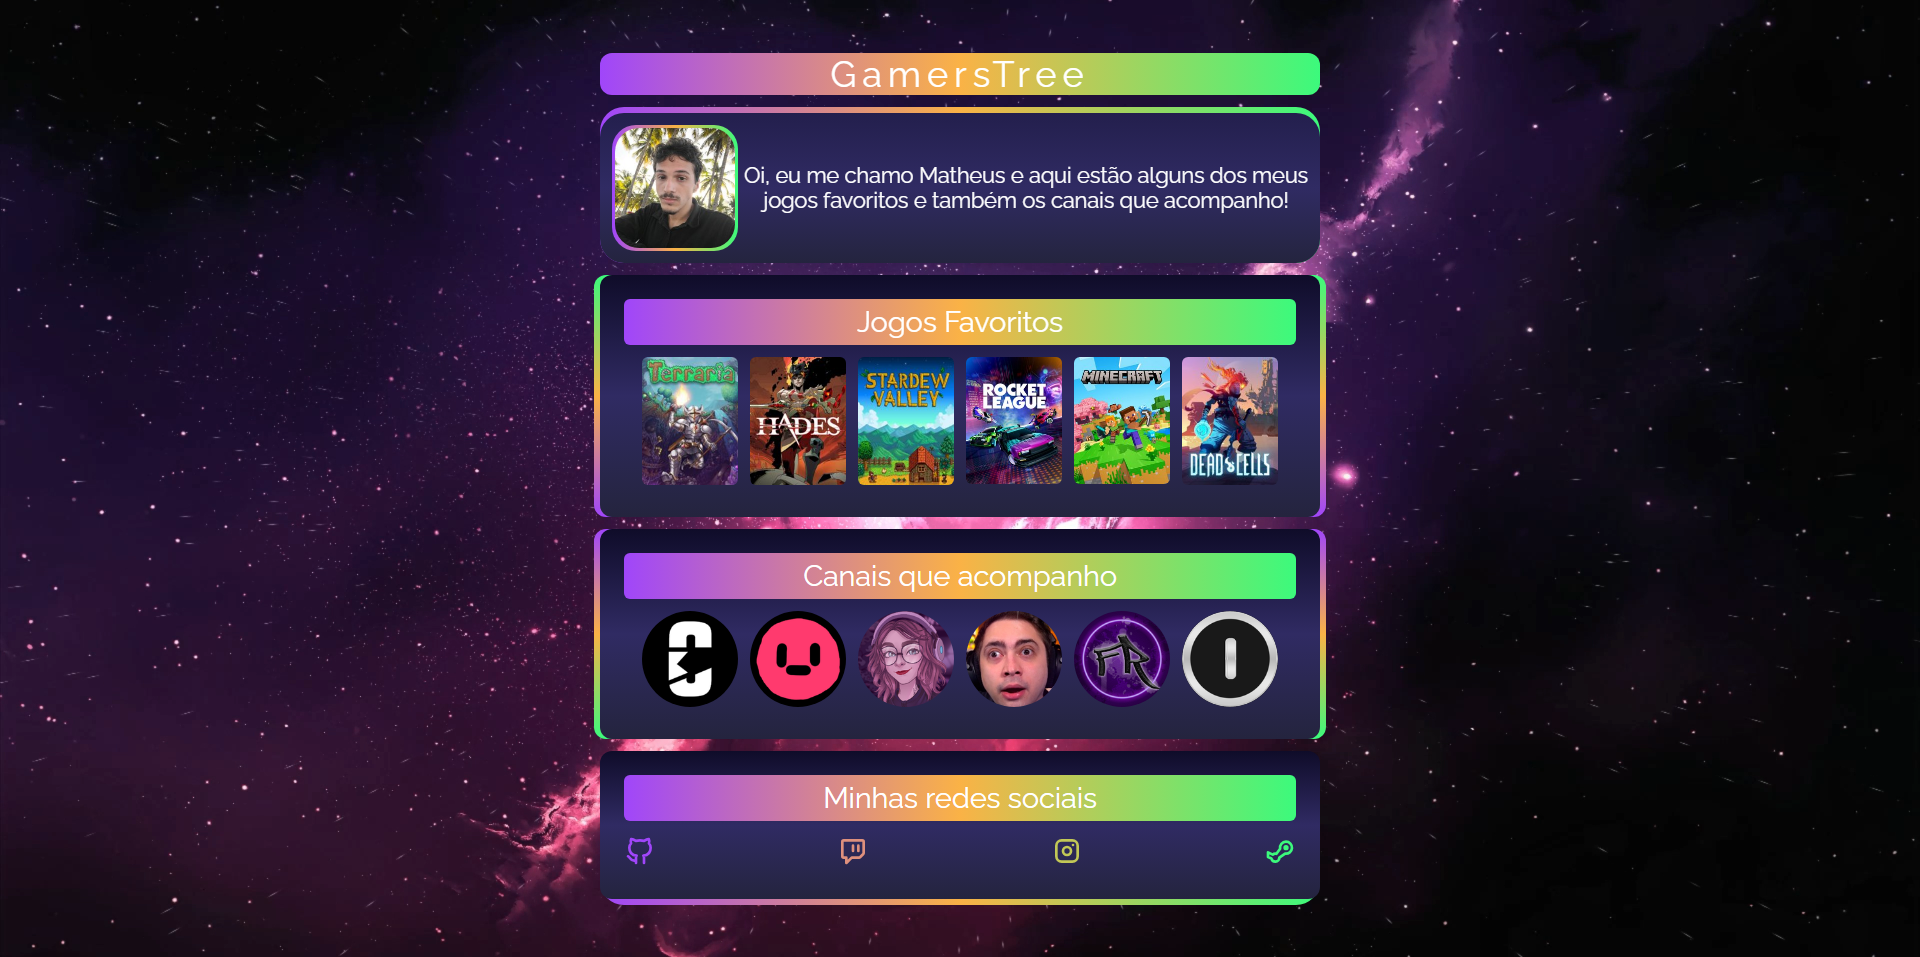 GamersTree
Oi, eu me chamo Matheus e aqui estão alguns dos meus
jogos favoritos e também os canais que acompanho!
Jogos Favoritos
Terraria
HADES
STARDEW
VALLEY
ROCKET
LEAGUE
MINECRAFT
DEAD CELLS
Canais que acompanho
FR
Minhas redes sociais